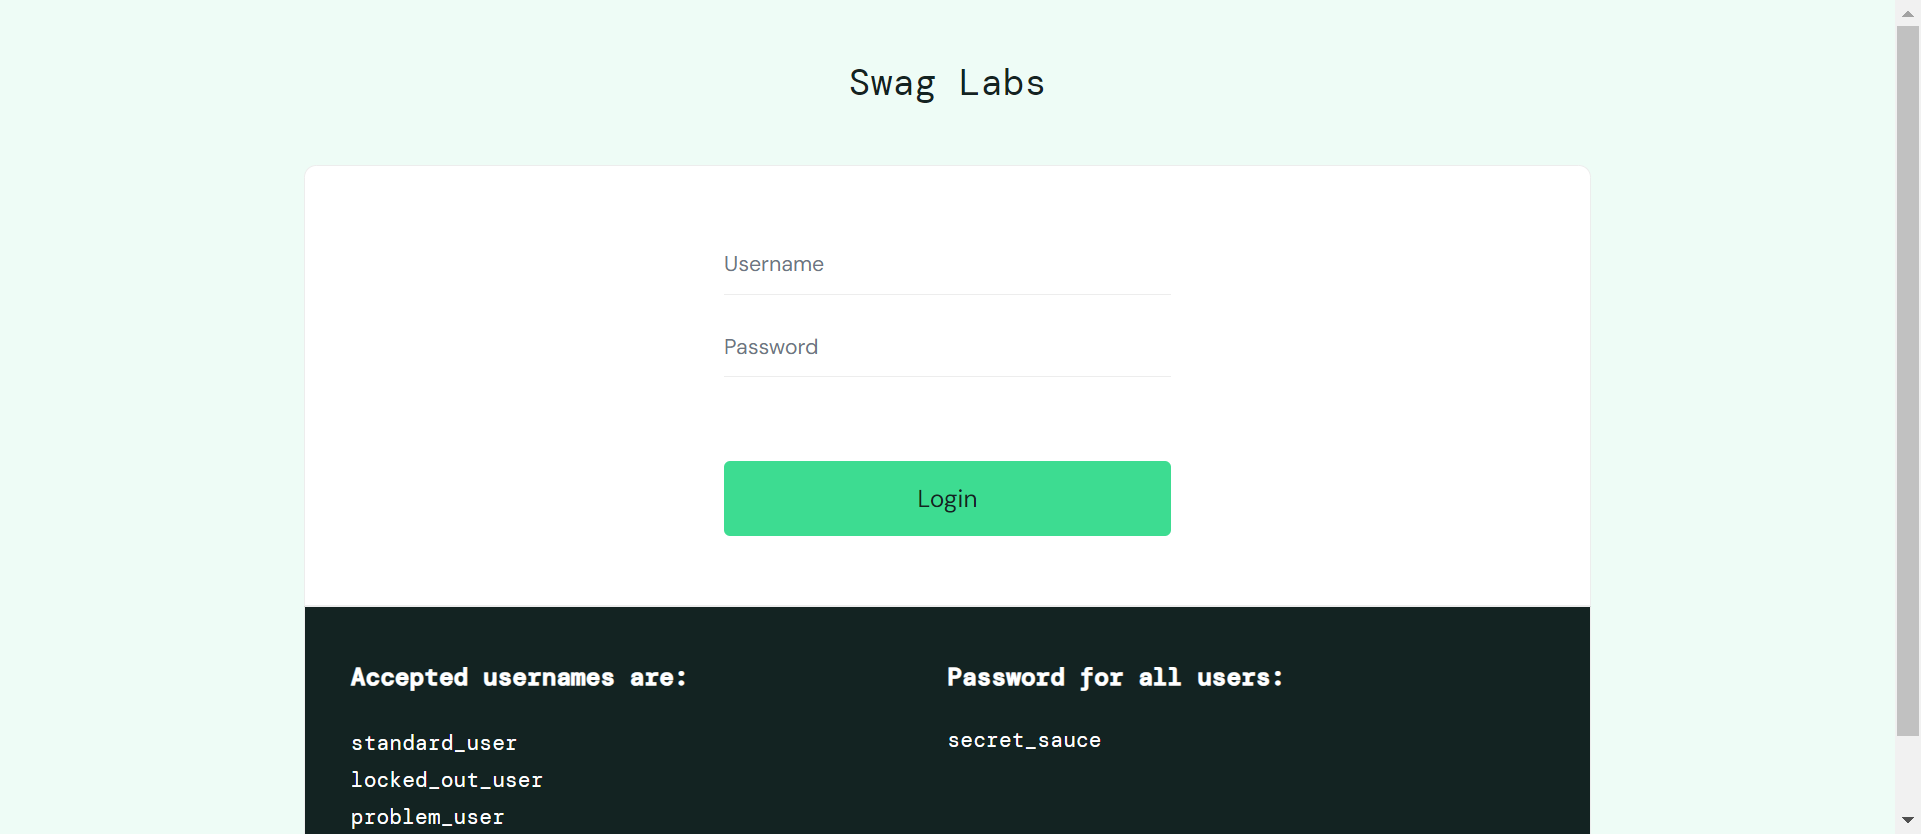 Swag Labs
Username
Password
Login
Accepted usernames are:
standard_user
locked_out_user
problem_user
Password for all users:
secret_sauce